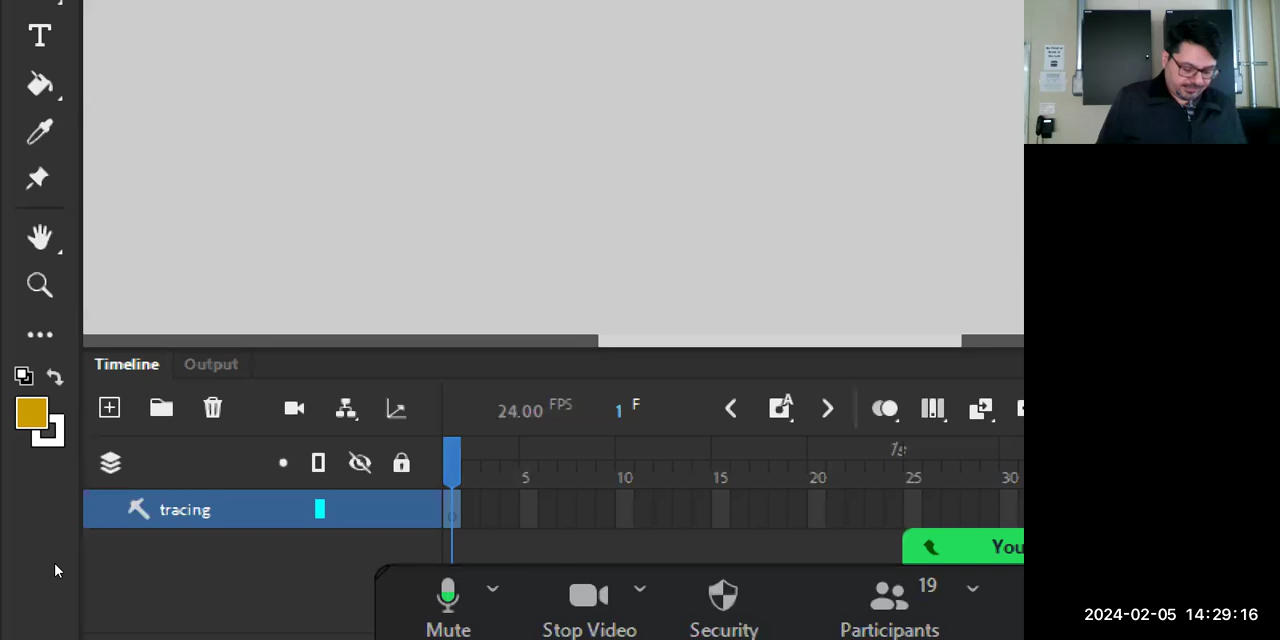 T
Timeline
Output
24.00 FPS
1 F
1s
5
10
15
20
25
30
tracing
You
19
Mute
Stop Video
Security
Participants
2024-02-05 14:29:16